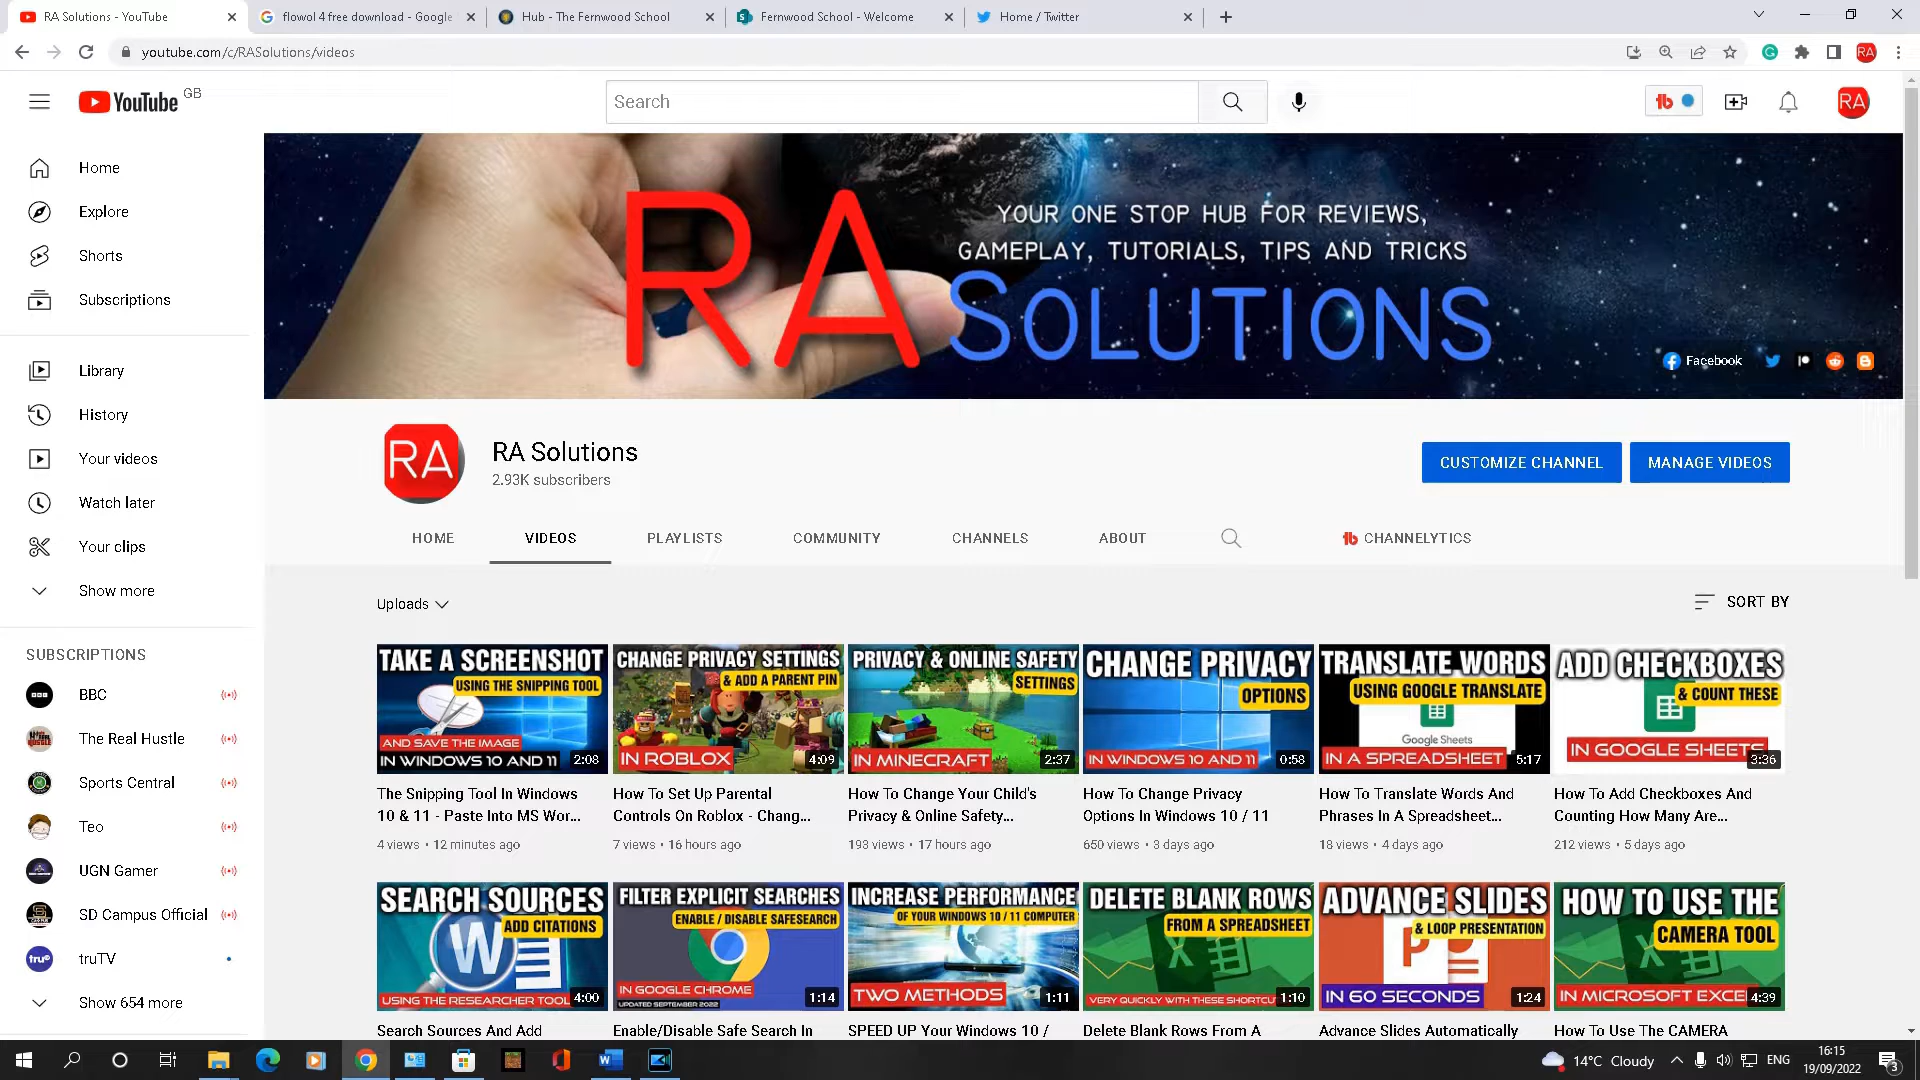 RA Solutions - YouTube
flowol 4 free download - Google
Hub - The Fernwood School
Fernwood School - Welcome
Home / Twitter
youtube.com/c/RASolutions/videos
RA
YouTube GB
Search
RA
Home
Explore
Shorts
Subscriptions
Library
History
Your videos
Watch later
Your clips
Show more
SUBSCRIPTIONS
BBC
The Real Hustle
Sports Central
Teo
UGN Gamer
SD Campus Official
truTV
Show 654 more
YOUR ONE STOP HUB FOR REVIEWS,
GAMEPLAY, TUTORIALS, TIPS AND TRICKS
RA SOLUTIONS
Facebook
RA
RA Solutions
2.93K subscribers
CUSTOMIZE CHANNEL
MANAGE VIDEOS
HOME
VIDEOS
PLAYLISTS
COMMUNITY
CHANNELS
ABOUT
CHANNELYTICS
Uploads
SORT BY
TAKE A SCREENSHOT
USING THE SNIPPING TOOL
AND SAVE THE IMAGE
IN WINDOWS 10 AND 11
2:08
The Snipping Tool In Windows
10 & 11 - Paste Into MS Wor...
4 views • 12 minutes ago
CHANGE PRIVACY SETTINGS
& ADD A PARENT PIN
IN ROBLOX
4:09
How To Set Up Parental
Controls On Roblox - Chang...
7 views • 16 hours ago
PRIVACY & ONLINE SAFETY
SETTINGS
IN MINECRAFT
2:37
How To Change Your Child's
Privacy & Online Safety...
193 views • 17 hours ago
CHANGE PRIVACY
OPTIONS
IN WINDOWS 10 AND 11
0:58
How To Change Privacy
Options In Windows 10 / 11
650 views • 3 days ago
TRANSLATE WORDS
USING GOOGLE TRANSLATE
Google Sheets
IN A SPREADSHEET
5:17
How To Translate Words And
Phrases In A Spreadsheet...
18 views • 4 days ago
ADD CHECKBOXES
& COUNT THESE
IN GOOGLE SHEETS
3:36
How To Add Checkboxes And
Counting How Many Are...
212 views • 5 days ago
SEARCH SOURCES
ADD CITATIONS
W
USING THE RESEARCHER TOOL
4:00
Search Sources And Add
FILTER EXPLICIT SEARCHES
ENABLE / DISABLE SAFESEARCH
IN GOOGLE CHROME
UPDATED SEPTEMBER 2022
1:14
Enable/Disable Safe Search In
INCREASE PERFORMANCE
OF YOUR WINDOWS 10 / 11 COMPUTER
TWO METHODS
1:11
SPEED UP Your Windows 10 /
DELETE BLANK ROWS
FROM A SPREADSHEET
VERY QUICKLY WITH THESE SHORTCU
1:10
Delete Blank Rows From A
ADVANCE SLIDES
& LOOP PRESENTATION
IN 60 SECONDS
1:24
Advance Slides Automatically
HOW TO USE THE
CAMERA TOOL
IN MICROSOFT EXCE
4:39
How To Use The CAMERA
14°C Cloudy
ENG
16:15
19/09/2022
3